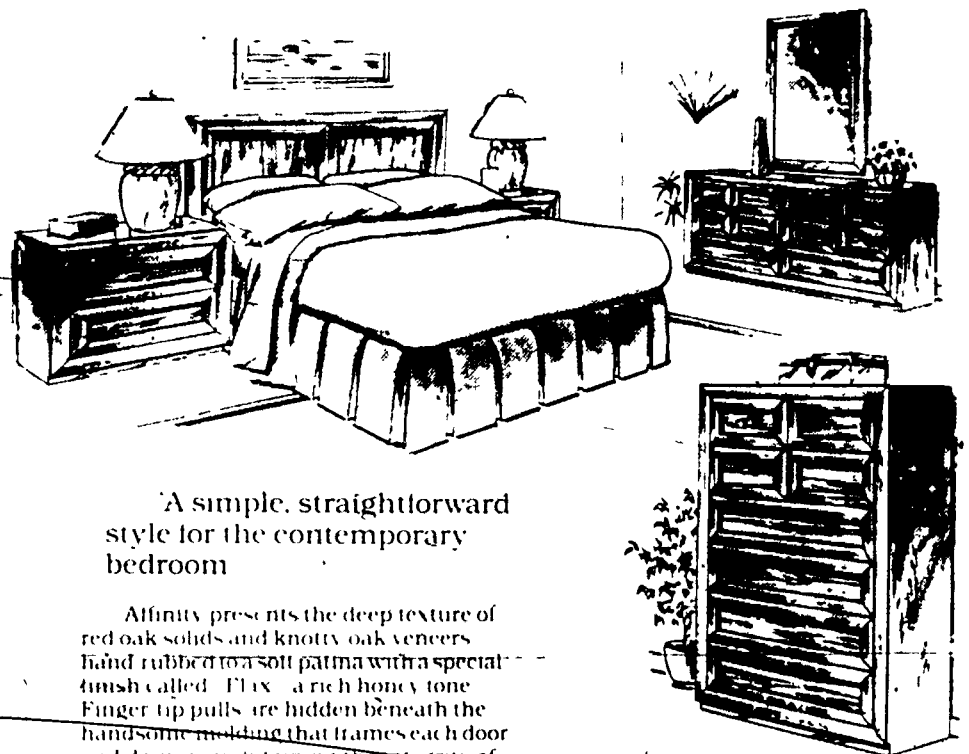 A simple, straightforward
style for the contemporary
bedroom
Affinity presents the deep texture of
red oak solids and knotty oak veneers
hand rubbed to a soft patina with a special
finish called a rich honey tone
Finger tip pulls are hidden beneath the
handsome molding that frames each door